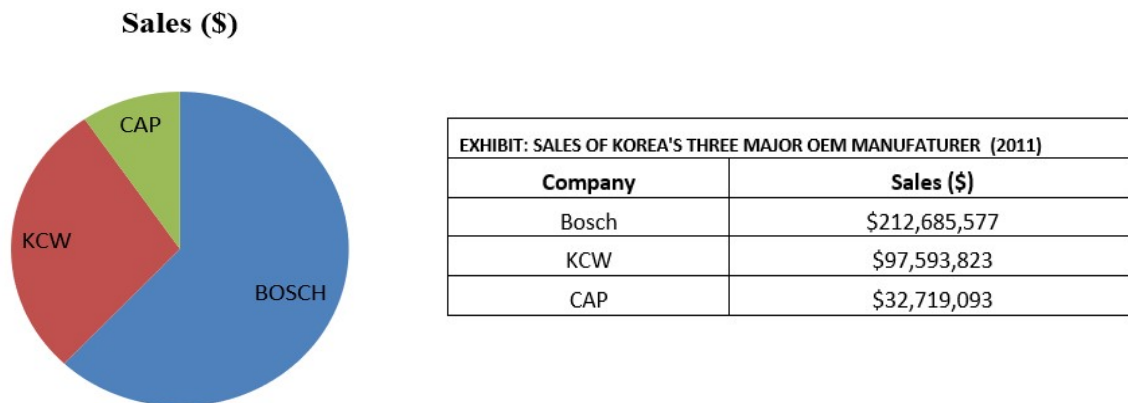 Sales ($)
CAP
KCW
BOSCH
EXHIBIT: SALES OF KOREA'S THREE MAJOR OEM MANUFATURER (2011)
Company Sales ($)
Bosch $212,685,577
KCW $97,593,823
CAP $32,719,093